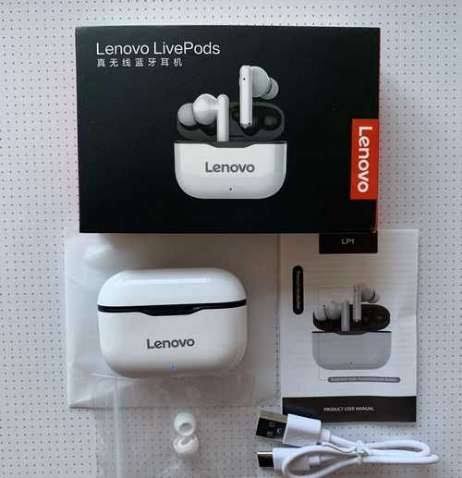 Lenovo LivePods
真无线蓝牙耳机
Lenovo
Lenovo
Lenovo
LP1
PRODUCT USER MANUAL